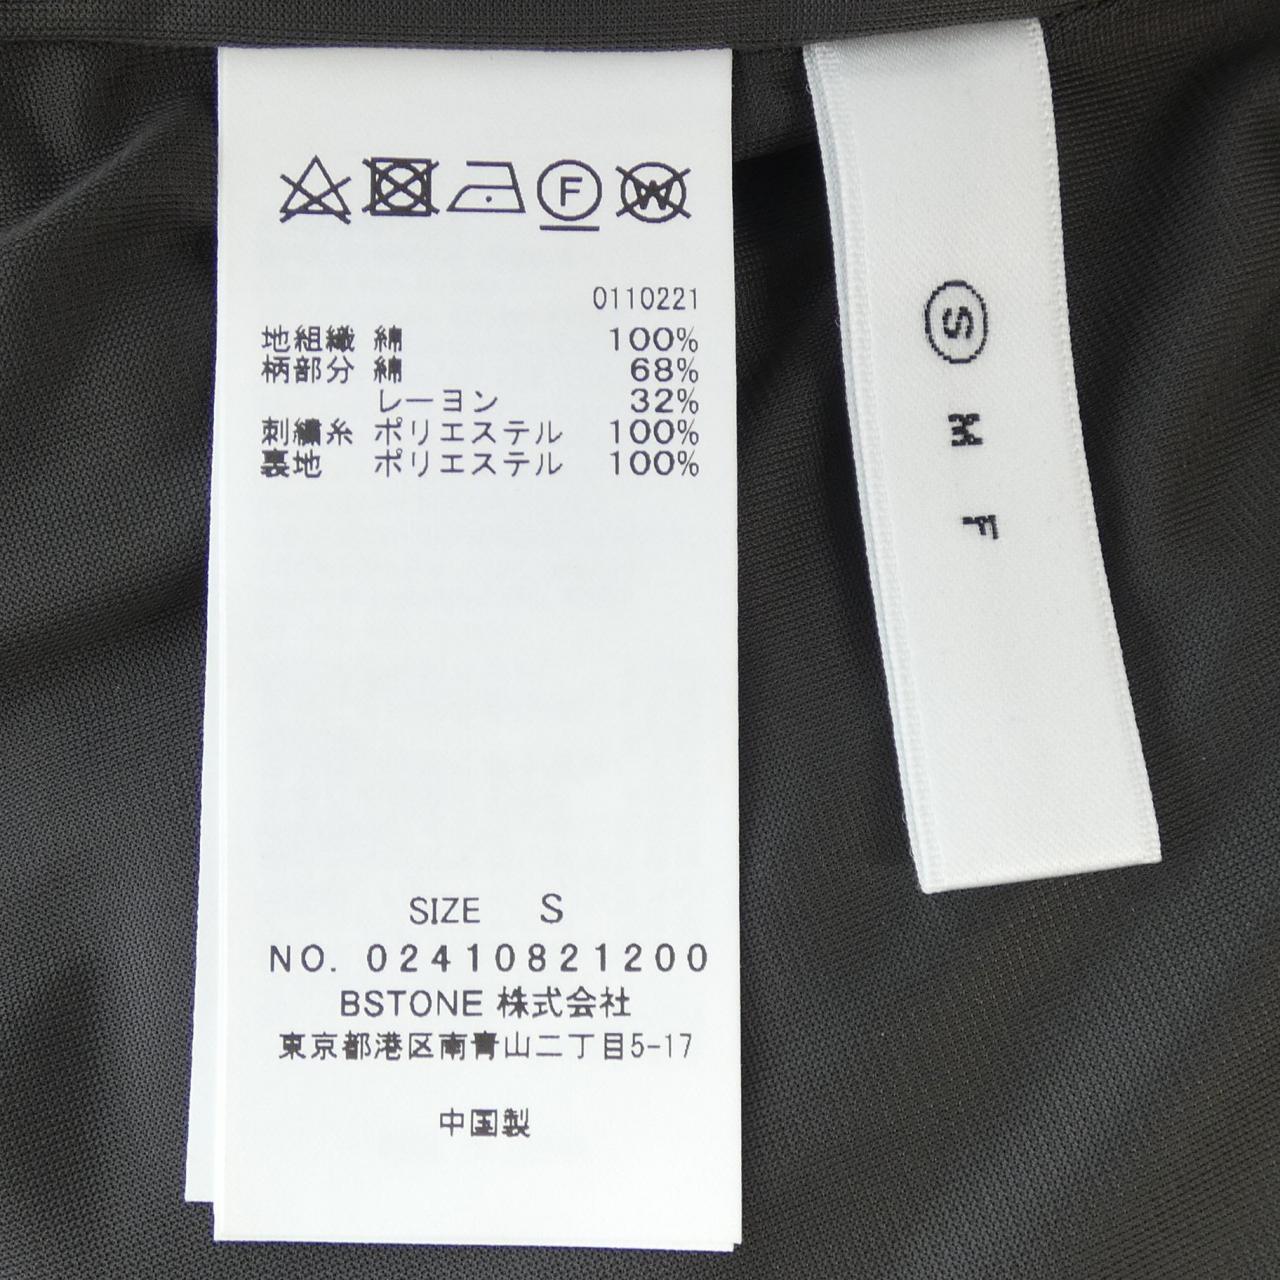 F W
0110221
地組織 綿 100%
柄部分 綿 68%
レーヨン 32%
刺繍糸 ポリエステル 100%
裏地 ポリエステル 100%
SIZE S
NO. 02410821200
BSTONE 株式会社
東京都港区南青山二丁目5-17
中国製
S M F